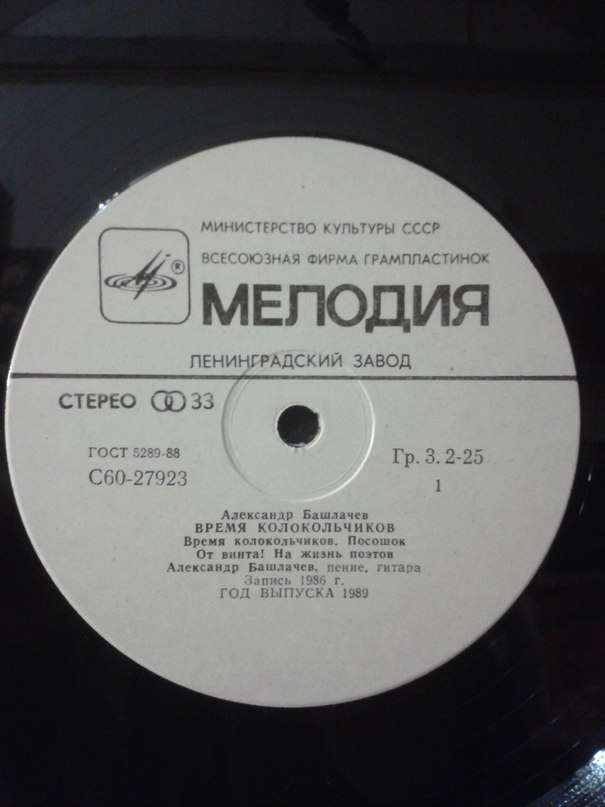 МИНИСТЕРСТВО КУЛЬТУРЫ СССР
ВСЕСОЮЗНАЯ ФИРМА ГРАМПЛАСТИНОК
® МЕЛОДИЯ
ЛЕНИНГРАДСКИЙ ЗАВОД
СТЕРЕО 33
ГОСТ 5289-88
С60-27923
Гр. 3. 2-25
1
Александр Башлачев
ВРЕМЯ КОЛОКОЛЬЧИКОВ
Время колокольчиков. Посошок
От винта! На жизнь поэтов
Александр Башлачев, пение, гитара
Запись 1986 г.
ГОД ВЫПУСКА 1989